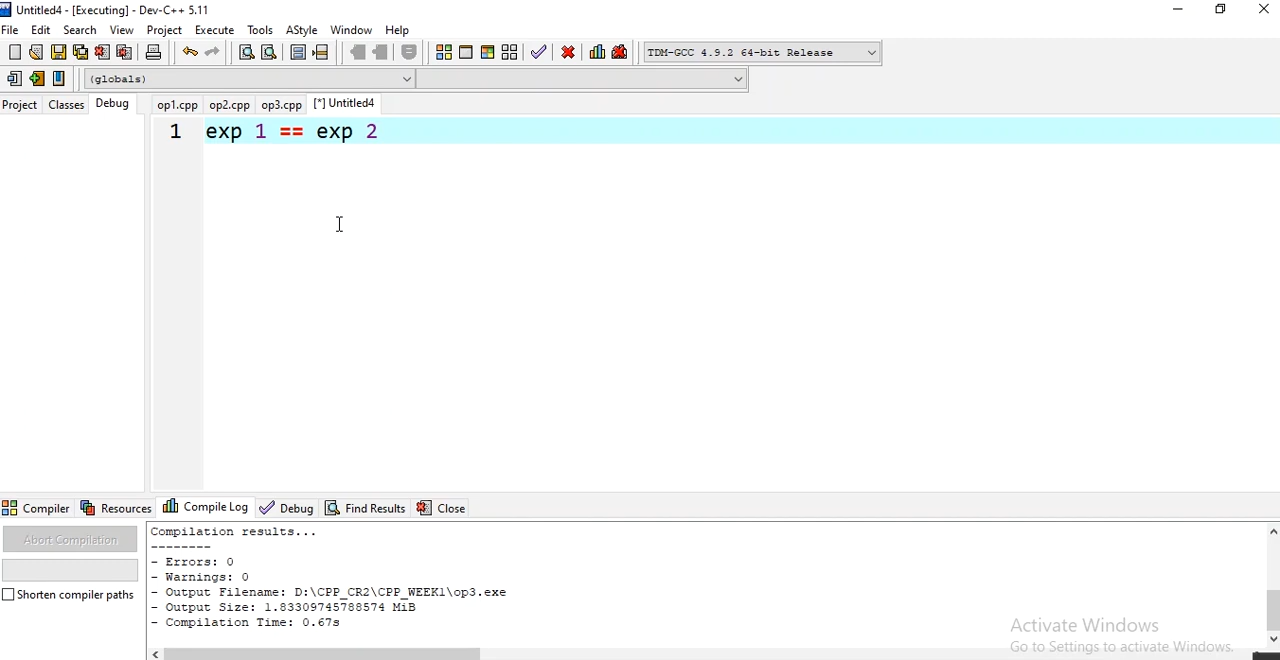 Untitled4 - [Executing] - Dev-C++ 5.11
File Edit Search View Project Execute Tools AStyle Window Help
TDM-GCC 4.9.2 64-bit Release
(globals)
Project Classes Debug op1.cpp op2.cpp op3.cpp [*] Untitled4
1 exp 1 == exp 2
Compiler Resources Compile Log Debug Find Results Close
Abort Compilation
Shorten compiler paths
Compilation results...
--------
- Errors: 0
- Warnings: 0
- Output Filename: D:\CPP_CR2\CPP_WEEK1\op3.exe
- Output Size: 1.83309745788574 MiB
- Compilation Time: 0.67s
Activate Windows
Go to Settings to activate Windows.